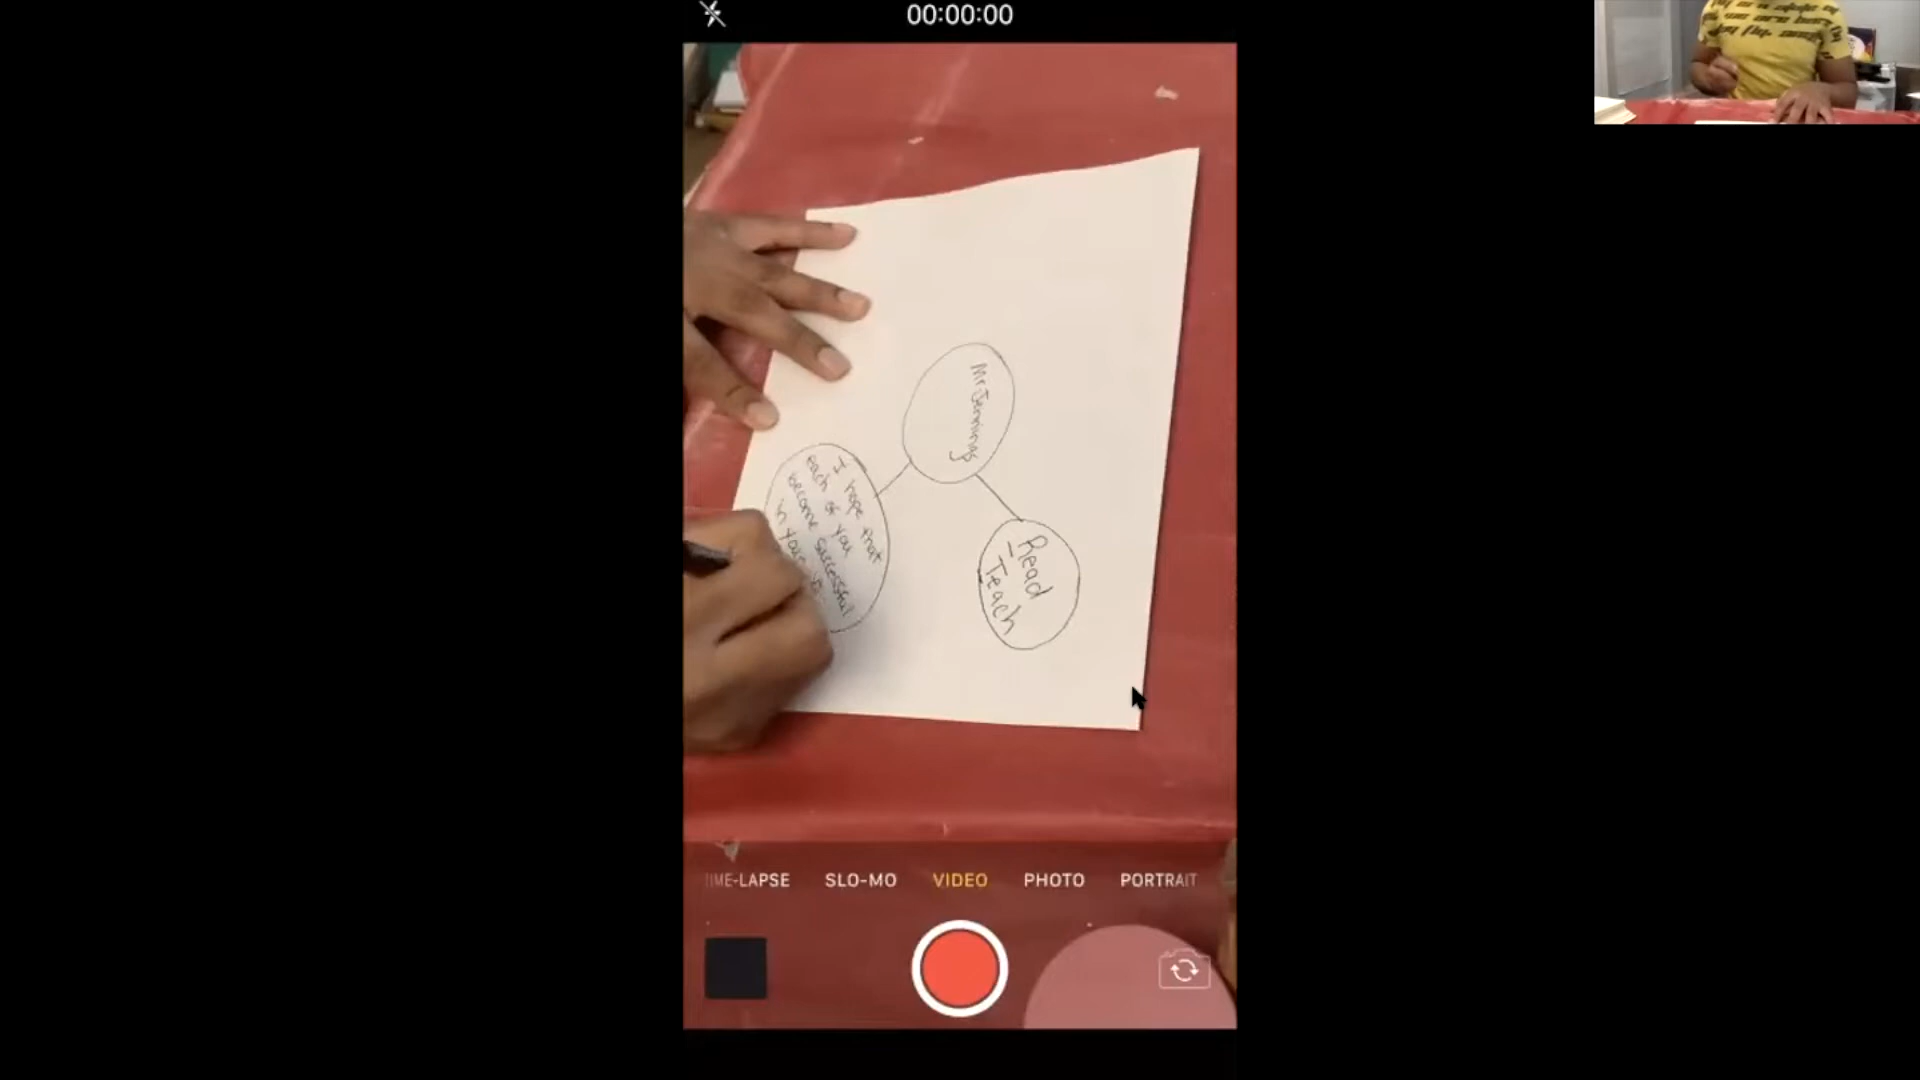 00:00:00
Mr. Jennings
Read
Teach
I hope that
each of you
become successful
in your
TIME-LAPSE
SLO-MO
VIDEO
PHOTO
PORTRAIT